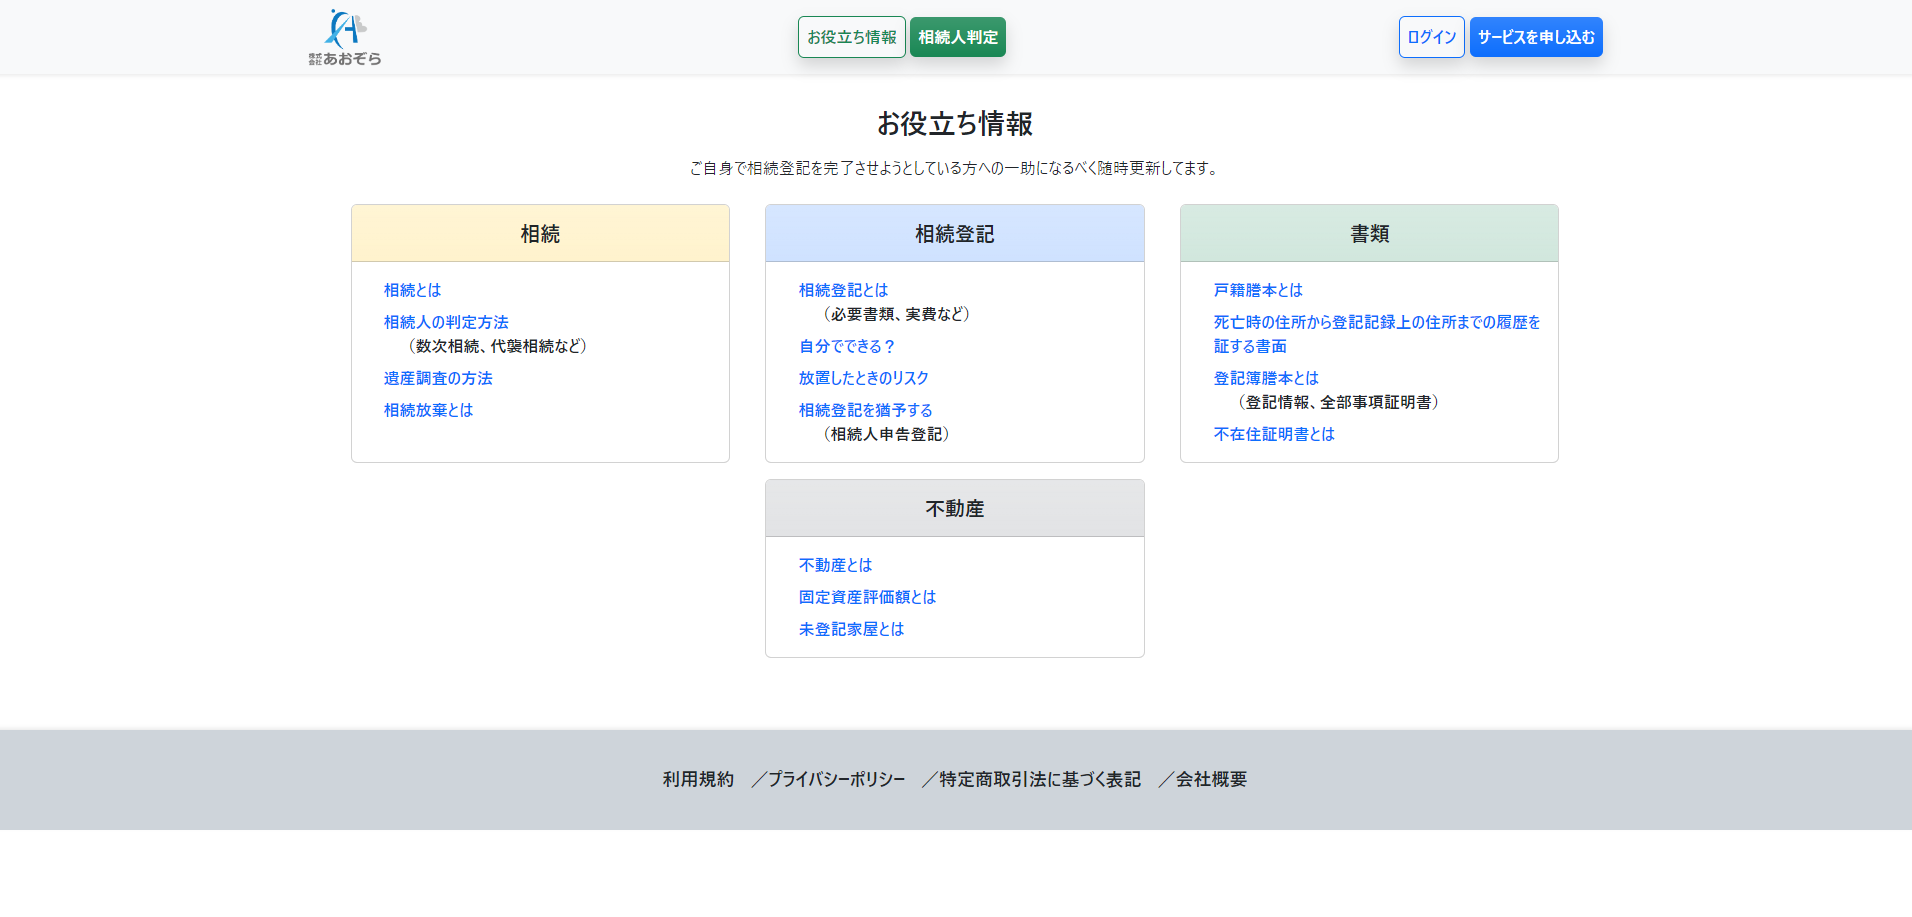 株式会社あおぞら
お役立ち情報
相続人判定
ログイン
サービスを申し込む
お役立ち情報
ご自身で相続登記を完了させようとしている方への一助になるべく随時更新してます。
相続
相続とは
相続人の判定方法
（数次相続、代襲相続など）
遺産調査の方法
相続放棄とは
相続登記
相続登記とは
（必要書類、実費など）
自分でできる？
放置したときのリスク
相続登記を猶予する
（相続人申告登記）
書類
戸籍謄本とは
死亡時の住所から登記記録上の住所までの履歴を
証する書面
登記簿謄本とは
（登記情報、全部事項証明書）
不在住証明書とは
不動産
不動産とは
固定資産評価額とは
未登記家屋とは
利用規約　／プライバシーポリシー　／特定商取引法に基づく表記　／会社概要